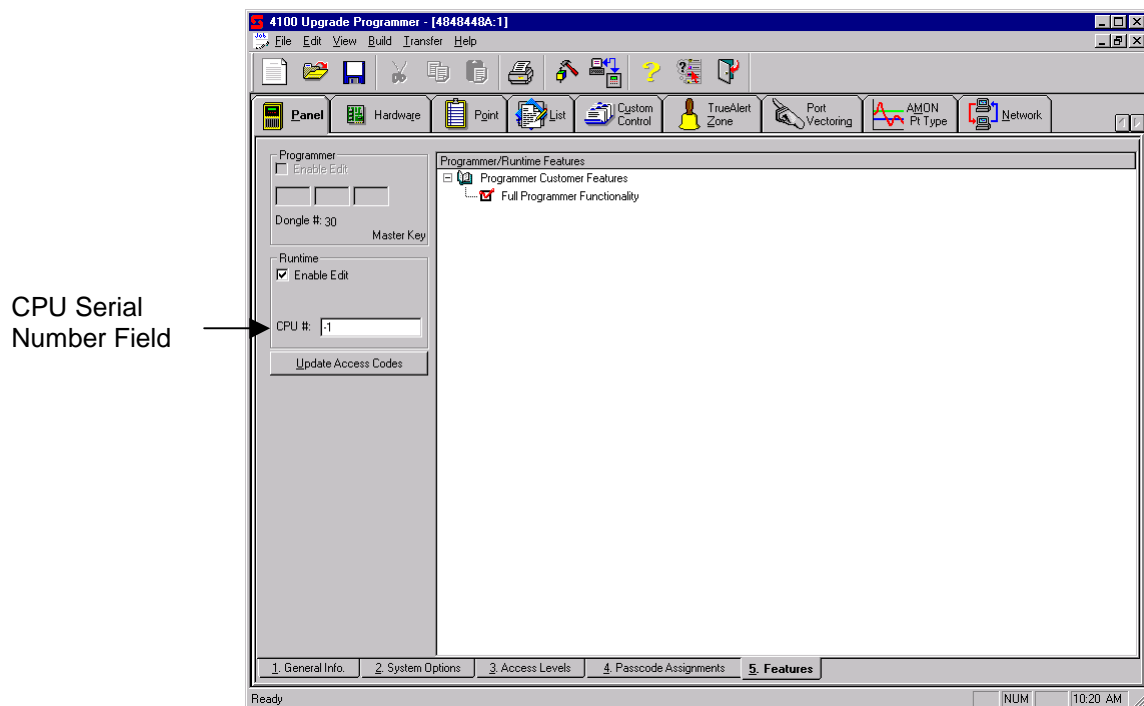 4100 Upgrade Programmer - [4848448A:1]
Job File Edit View Build Transfer Help
Panel Hardware Point List Custom Control TrueAlert Zone Port Vectoring AMON Pt Type Network
Programmer
Enable Edit
Dongle #: 30
Master Key
Runtime
Enable Edit
CPU #: -1
Update Access Codes
Programmer/Runtime Features
Programmer Customer Features
Full Programmer Functionality
CPU Serial
Number Field
1. General Info. 2. System Options 3. Access Levels 4. Passcode Assignments 5. Features
Ready NUM 10:20 AM